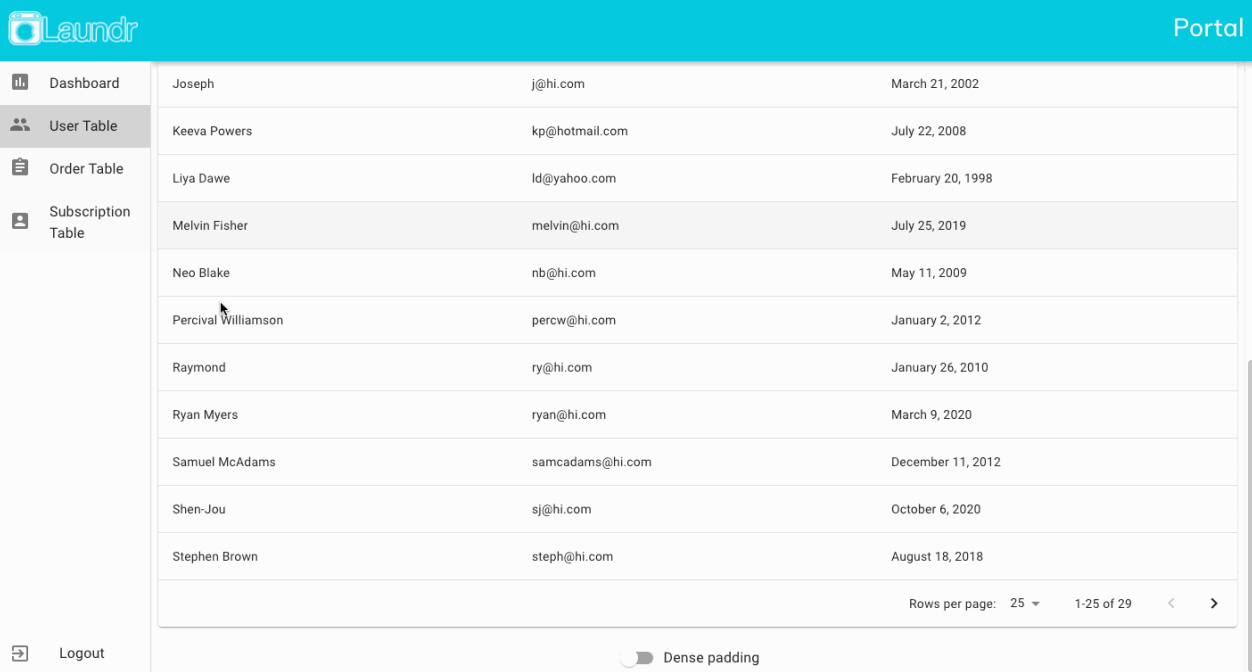 Laundr
Portal
Dashboard
User Table
Order Table
Subscription
Table
Logout
Joseph j@hi.com March 21, 2002
Keeva Powers kp@hotmail.com July 22, 2008
Liya Dawe ld@yahoo.com February 20, 1998
Melvin Fisher melvin@hi.com July 25, 2019
Neo Blake nb@hi.com May 11, 2009
Percival Williamson percw@hi.com January 2, 2012
Raymond ry@hi.com January 26, 2010
Ryan Myers ryan@hi.com March 9, 2020
Samuel McAdams samcadams@hi.com December 11, 2012
Shen-Jou sj@hi.com October 6, 2020
Stephen Brown steph@hi.com August 18, 2018
Rows per page: 25 1-25 of 29
Dense padding